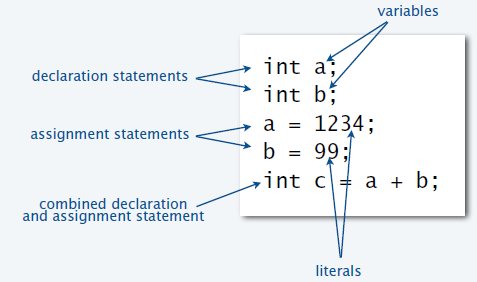 variables
int a;
declaration statements
int b;
a = 1234;
assignment statements
b = 99;
int c = a + b;
combined declaration
and assignment statement
literals